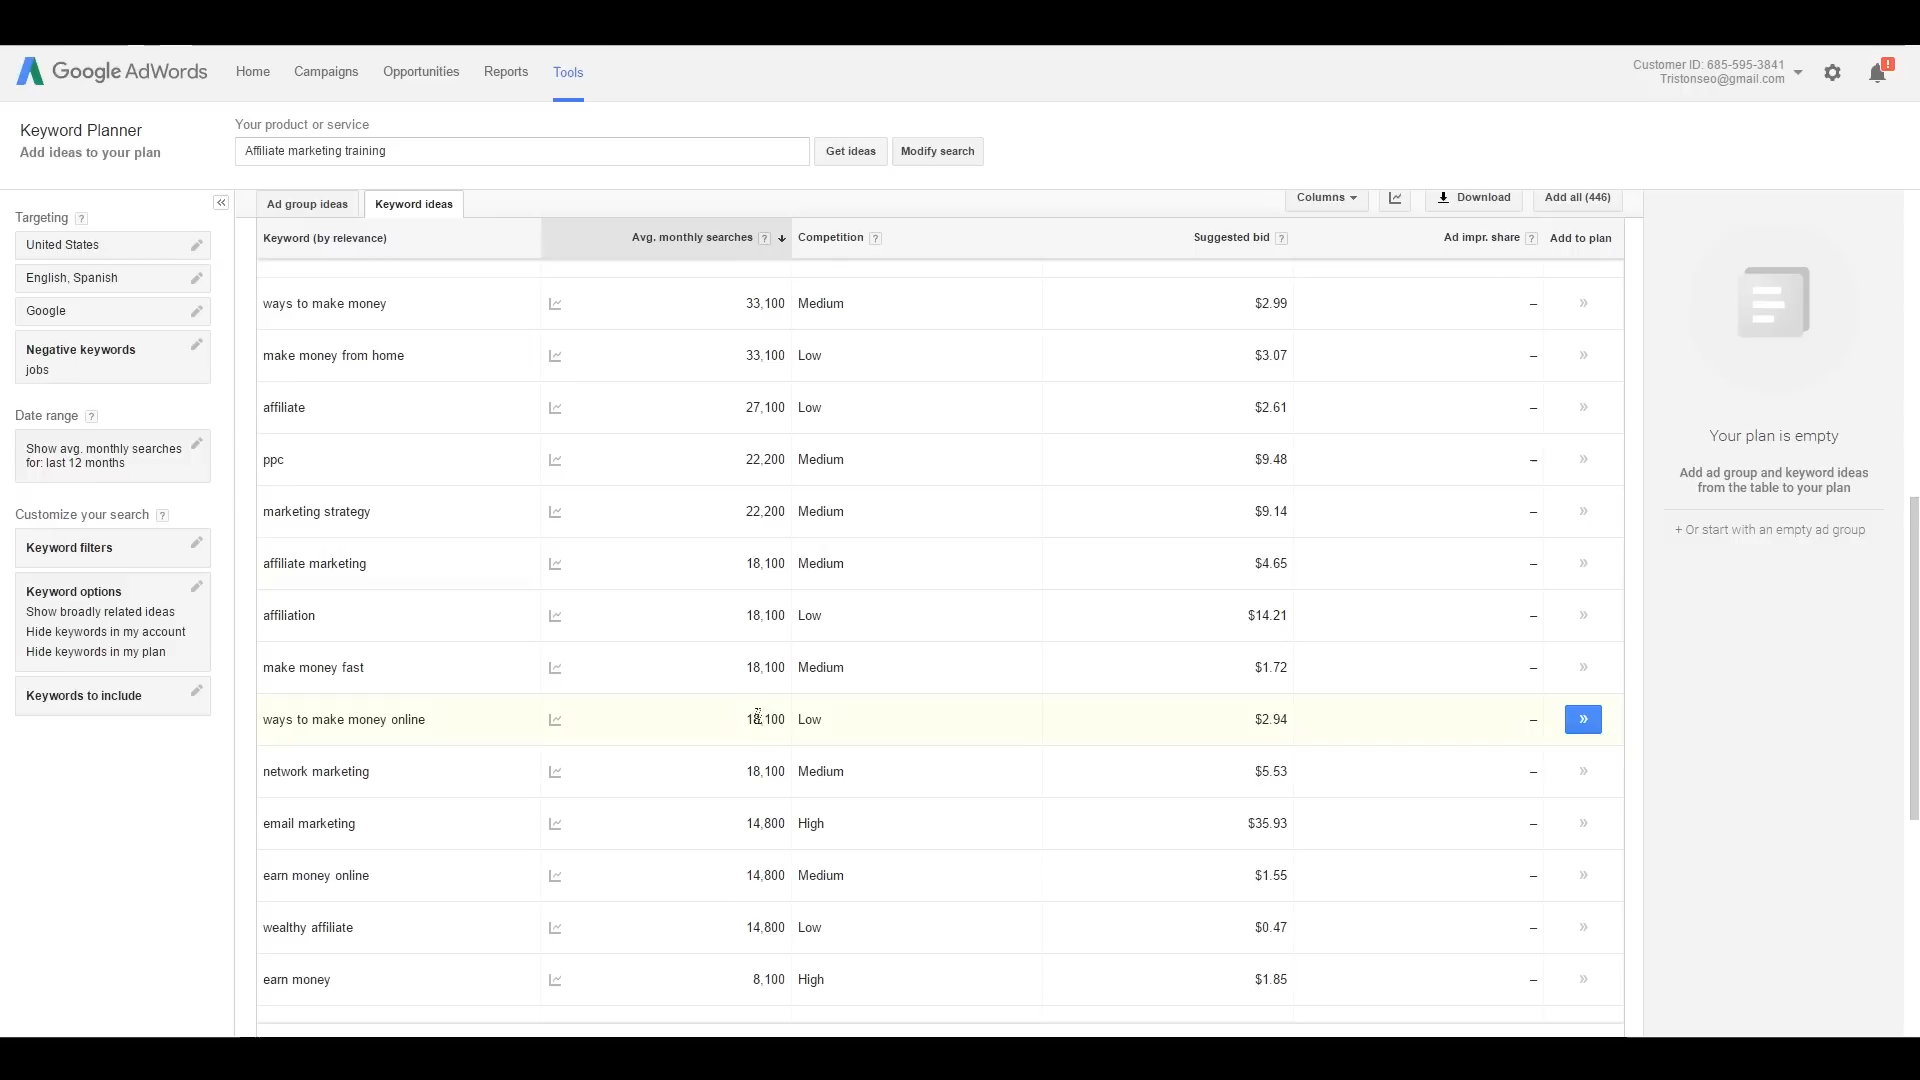 Google AdWords Home Campaigns Opportunities Reports Tools
Customer ID: 685-595-3841
Tristonseo@gmail.com
!
Keyword Planner
Add ideas to your plan
Your product or service
Affiliate marketing training Get ideas Modify search
Targeting ?
United States
English, Spanish
Google
Negative keywords
jobs
Date range ?
Show avg. monthly searches
for: last 12 months
Customize your search ?
Keyword filters
Keyword options
Show broadly related ideas
Hide keywords in my account
Hide keywords in my plan
Keywords to include
Ad group ideas Keyword ideas Columns Download Add all (446)
Keyword (by relevance) Avg. monthly searches ? Competition ? Suggested bid ? Ad impr. share ? Add to plan
ways to make money 33,100 Medium $2.99 – »
make money from home 33,100 Low $3.07 – »
affiliate 27,100 Low $2.61 – »
ppc 22,200 Medium $9.48 – »
marketing strategy 22,200 Medium $9.14 – »
affiliate marketing 18,100 Medium $4.65 – »
affiliation 18,100 Low $14.21 – »
make money fast 18,100 Medium $1.72 – »
ways to make money online 18,100 Low $2.94 – »
network marketing 18,100 Medium $5.53 – »
email marketing 14,800 High $35.93 – »
earn money online 14,800 Medium $1.55 – »
wealthy affiliate 14,800 Low $0.47 – »
earn money 8,100 High $1.85 – »
Your plan is empty
Add ad group and keyword ideas
from the table to your plan
+ Or start with an empty ad group